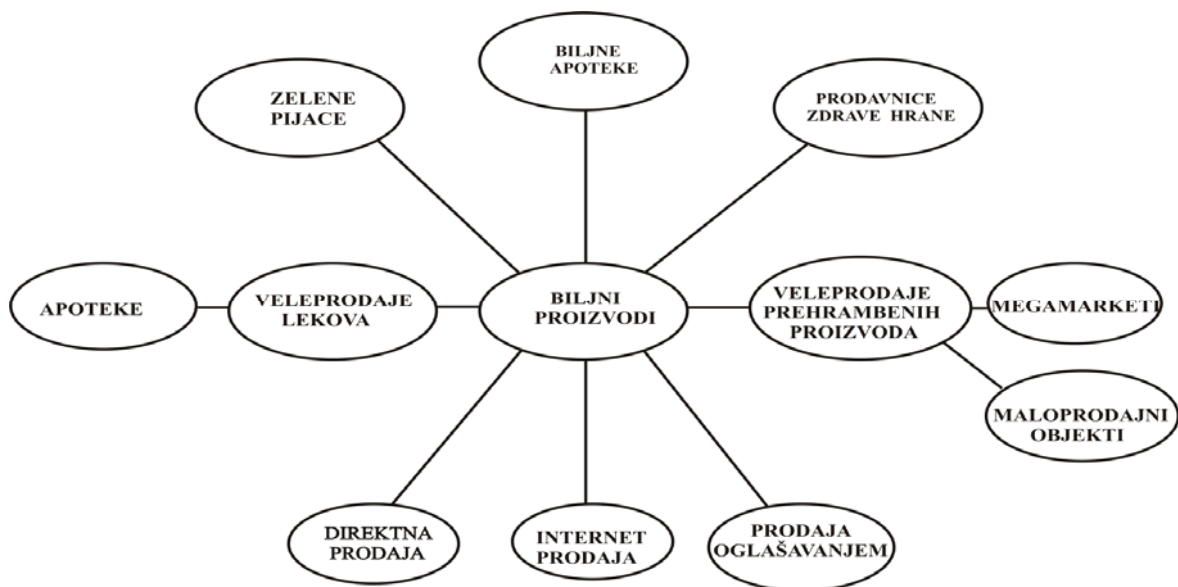 BILJNE
APOTEKE
ZELENE
PIJACE
PRODAVNICE
ZDRAVE HRANE
APOTEKE
VELEPRODAJE
LEKOVA
BILJNI
PROIZVODI
VELEPRODAJE
PREHRAMBENIH
PROIZVODA
MEGAMARKETI
MALOPRODAJNI
OBJEKTI
DIREKTNA
PRODAJA
INTERNET
PRODAJA
PRODAJA
OGLAŠAVANJEM